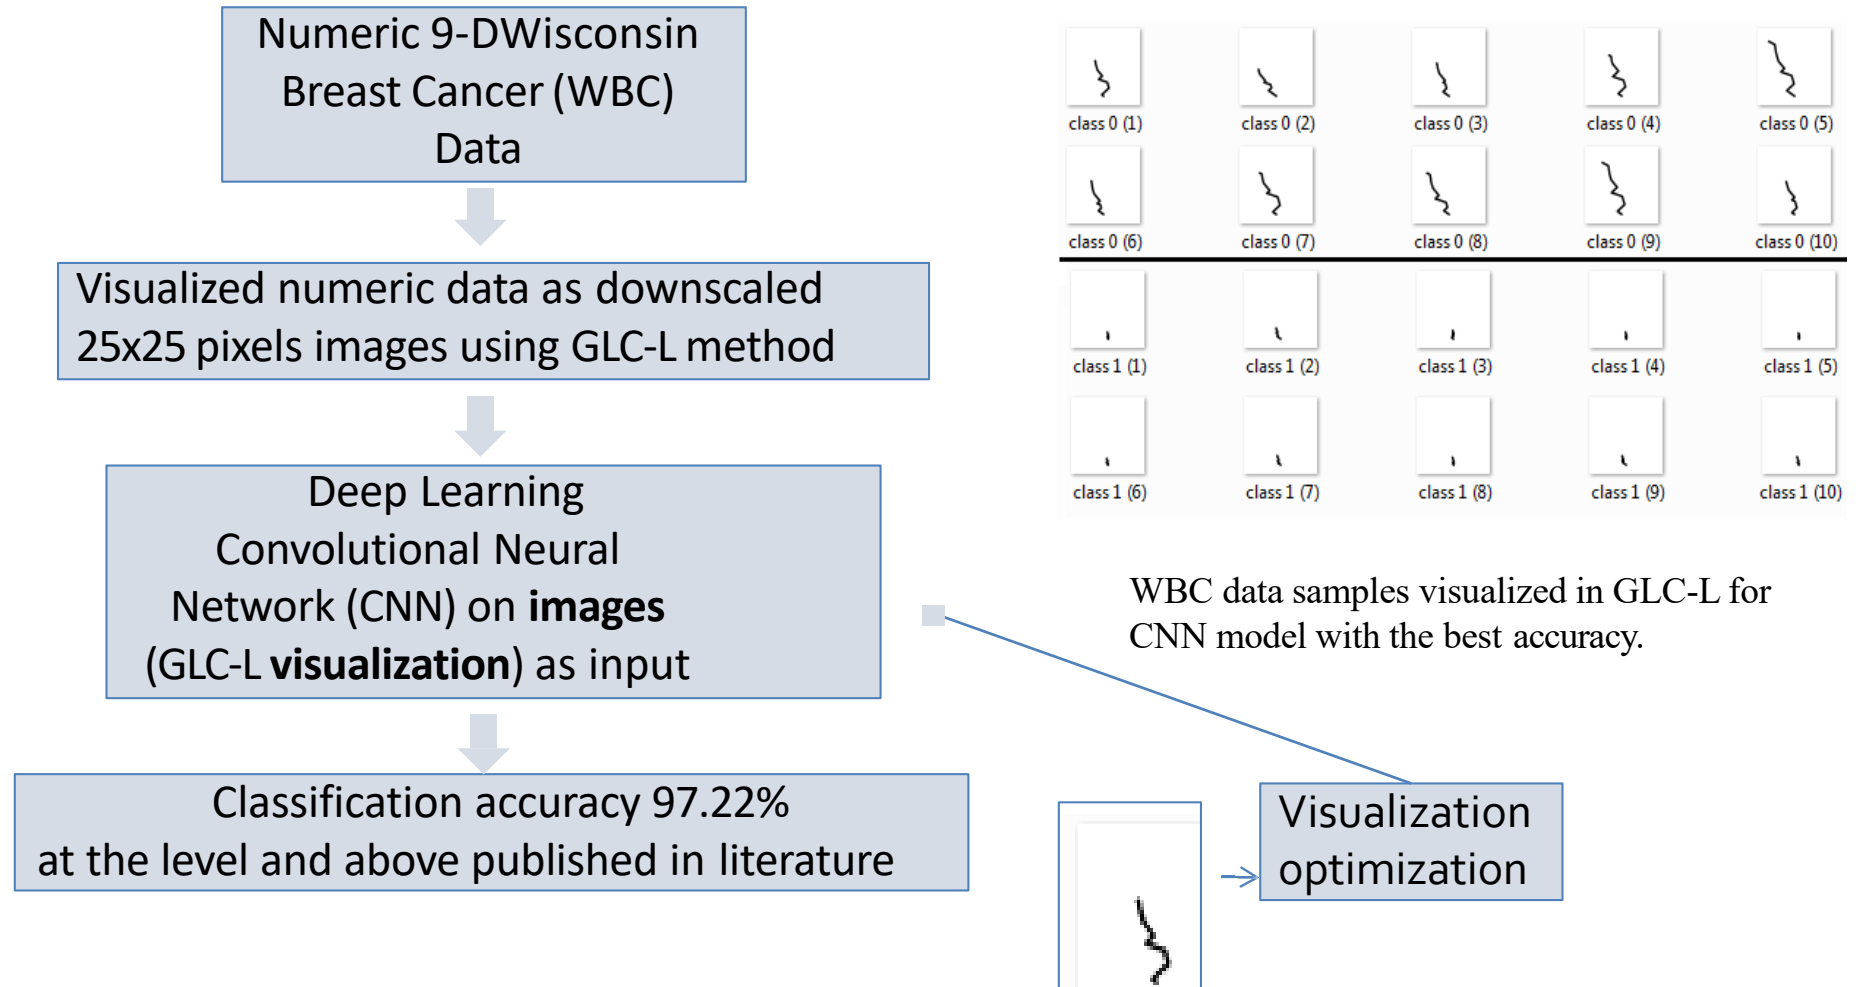 Numeric 9-DWisconsin
Breast Cancer (WBC)
Data
Visualized numeric data as downscaled
25x25 pixels images using GLC-L method
Deep Learning
Convolutional Neural
Network (CNN) on images
(GLC-L visualization) as input
Classification accuracy 97.22%
at the level and above published in literature
class 0 (1) class 0 (2) class 0 (3) class 0 (4) class 0 (5)
class 0 (6) class 0 (7) class 0 (8) class 0 (9) class 0 (10)
class 1 (1) class 1 (2) class 1 (3) class 1 (4) class 1 (5)
class 1 (6) class 1 (7) class 1 (8) class 1 (9) class 1 (10)
WBC data samples visualized in GLC-L for
CNN model with the best accuracy.
Visualization
optimization